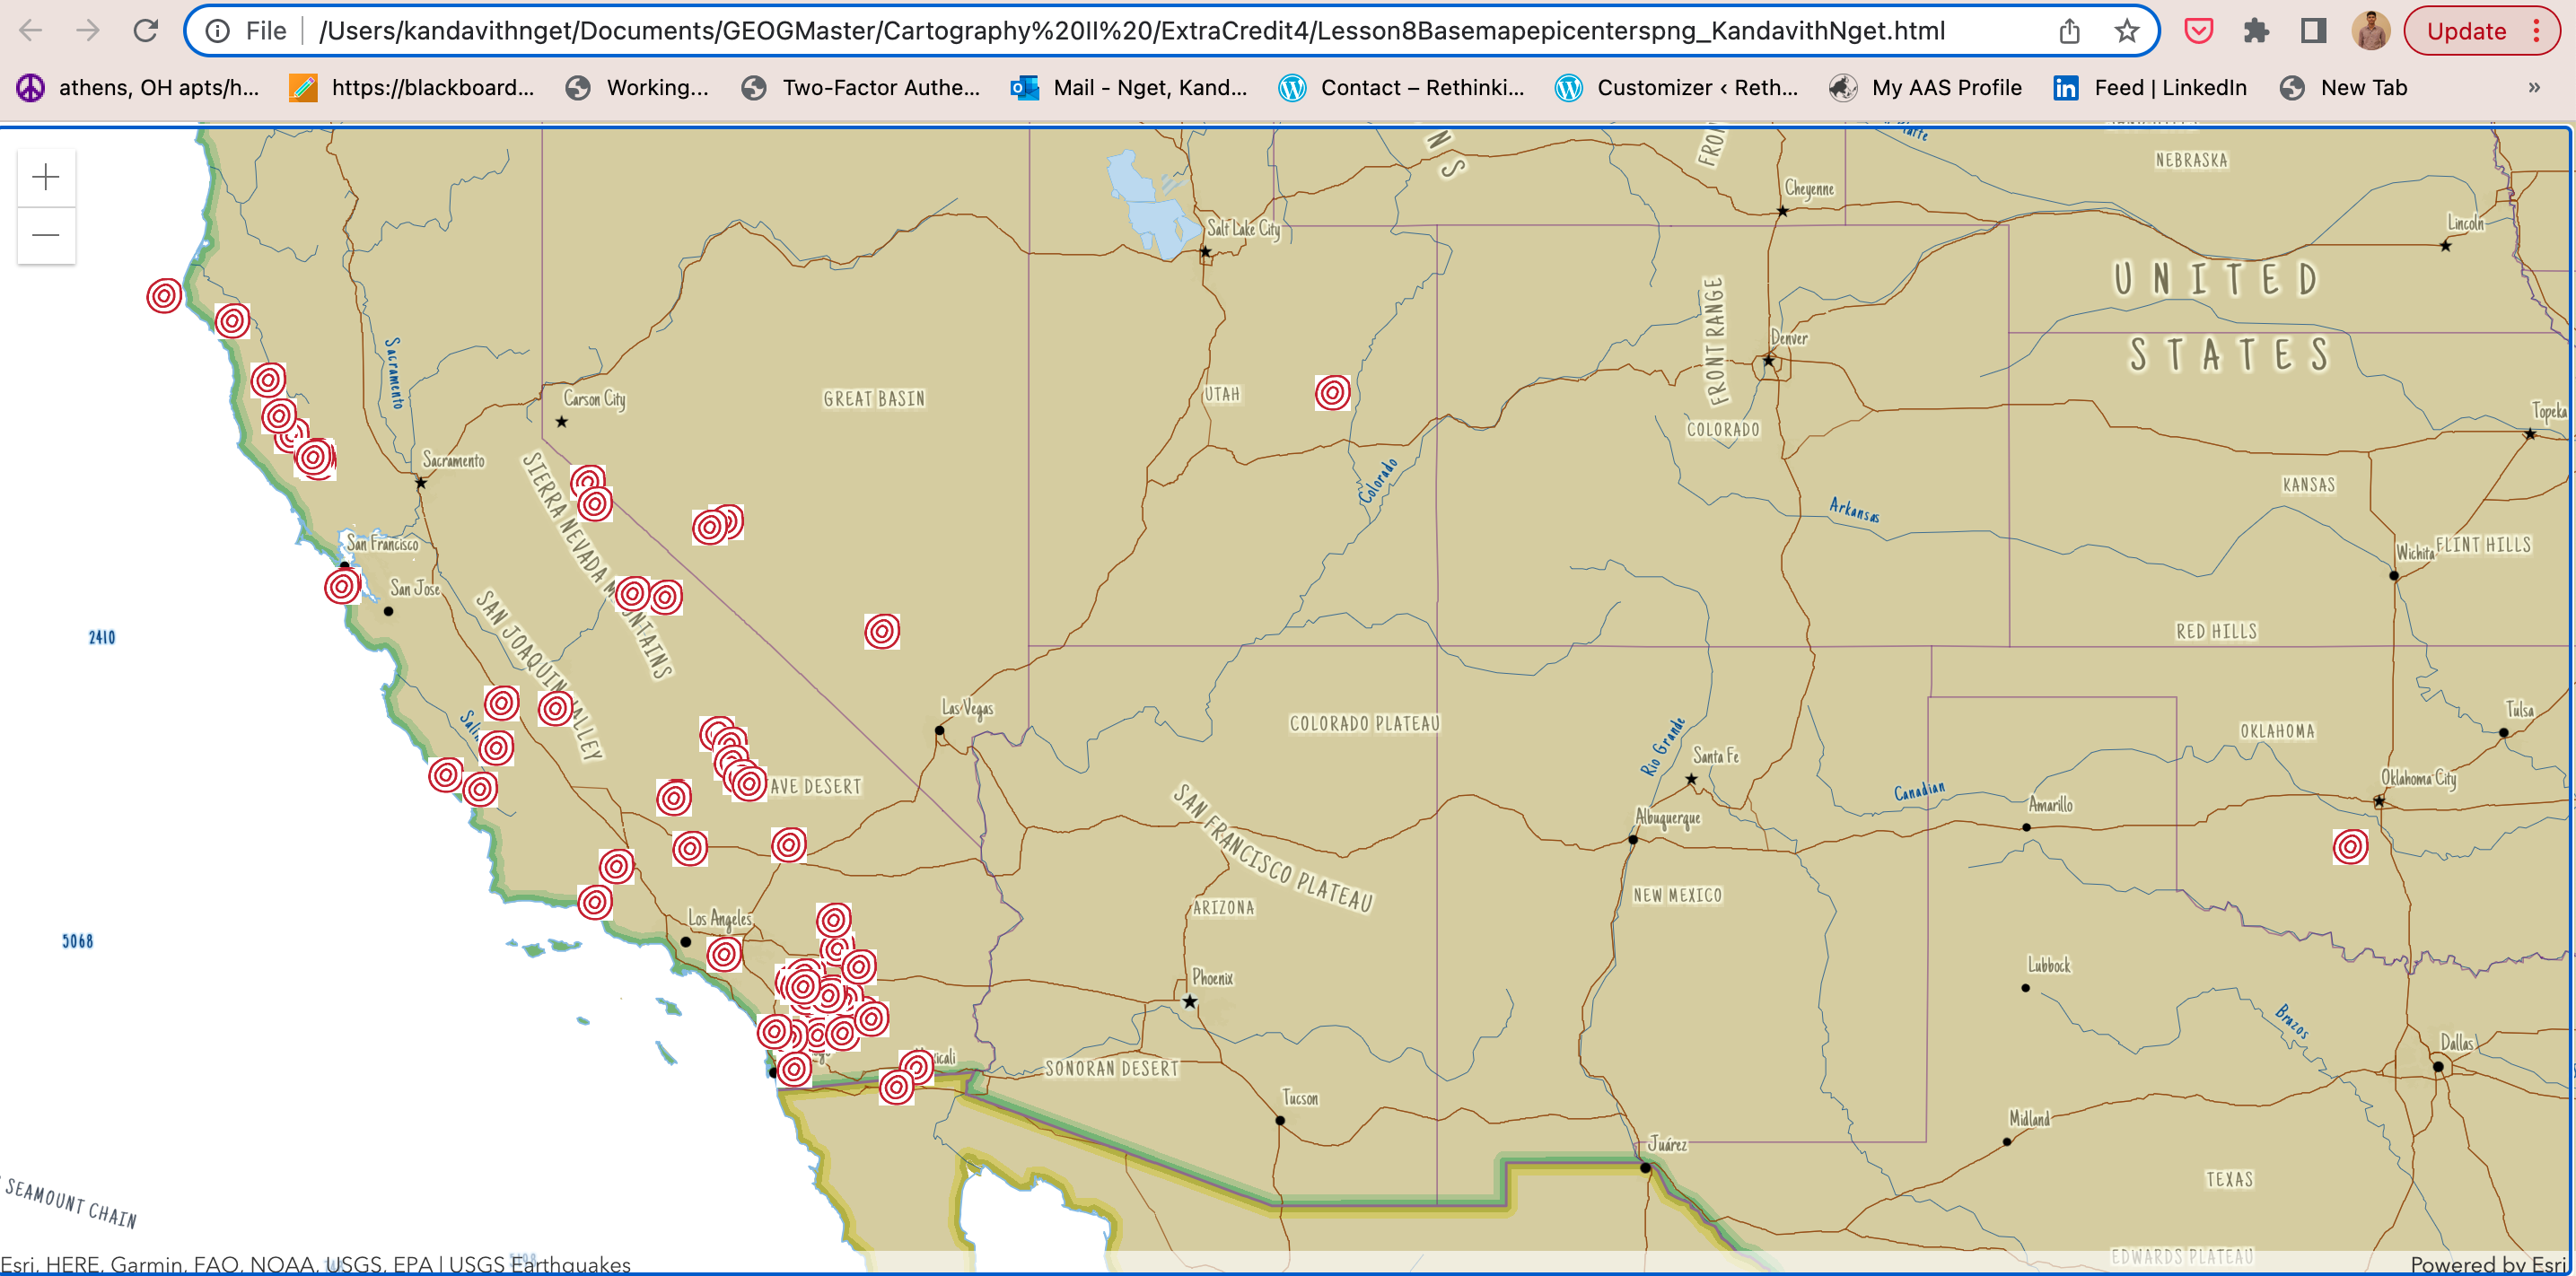 File /Users/kandavithnget/Documents/GEOGMaster/Cartography%20II%20/ExtraCredit4/Lesson8Basemapepicenterspng_KandavithNget.html
Update
athens, OH apts/h...
https://blackboard...
Working...
Two-Factor Authe...
Mail - Nget, Kand...
Contact – Rethinki...
Customizer ‹ Reth...
My AAS Profile
Feed | LinkedIn
New Tab
»
NEBRASKA
Cheyenne
Salt Lake City
Lincoln
UNITED
STATES
FRONT RANGE
Denver
Sacramento
Carson City
GREAT BASIN
UTAH
COLORADO
Topeka
Sacramento
Colorado
Arkansas
KANSAS
SIERRA NEVADA
San Francisco
Wichita
FLINT HILLS
San Jose
2410
RED HILLS
SAN JOAQUIN
Las Vegas
COLORADO PLATEAU
Rio Grande
Santa Fe
OKLAHOMA
Tulsa
Oklahoma City
AVE DESERT
Canadian
Amarillo
Albuquerque
SAN FRANCISCO PLATEAU
NEW MEXICO
ARIZONA
Los Angeles
5068
Lubbock
Phoenix
Brazos
Dallas
SONORAN DESERT
Tucson
Midland
Juárez
TEXAS
SEAMOUNT CHAIN
EDWARDS PLATEAU
Esri, HERE, Garmin, FAO, NOAA, USGS, EPA | USGS Earthquakes
Powered by Esri